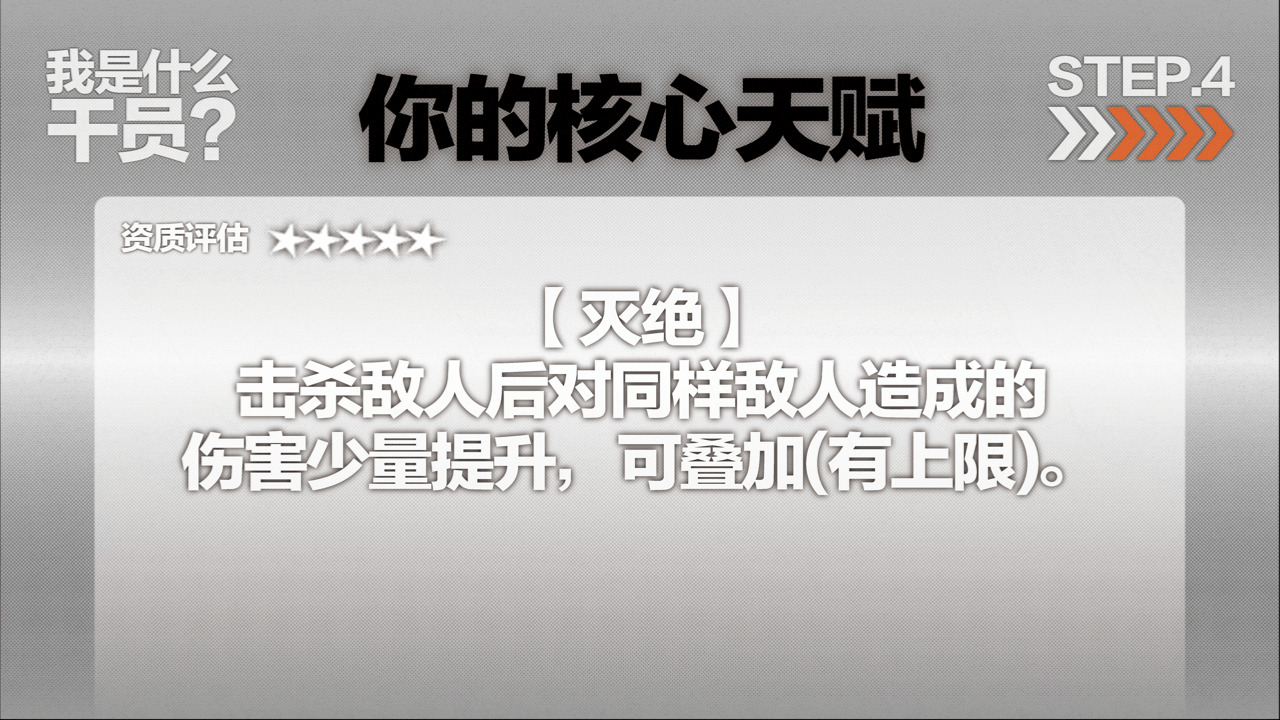 我是什么
干员?
你的核心天赋
STEP.4
资质评估 ★★★★★
【灭绝】
击杀敌人后对同样敌人造成的
伤害少量提升，可叠加(有上限)。